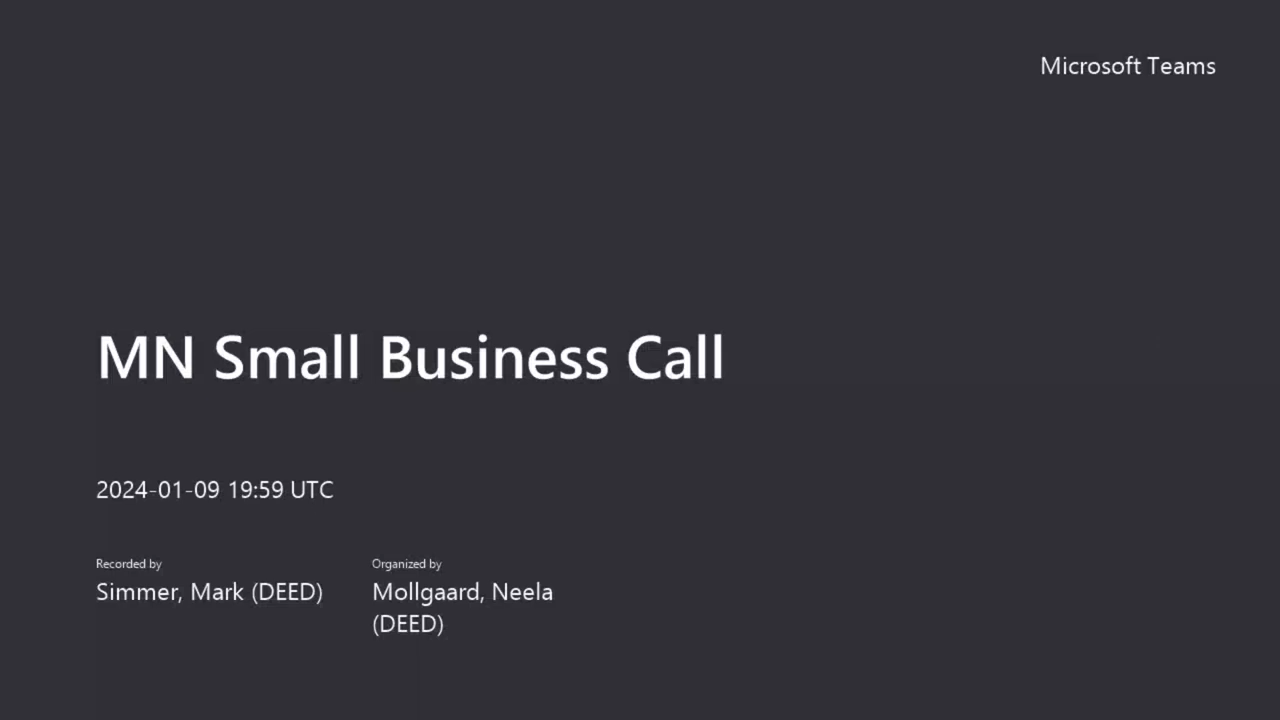 Microsoft Teams
MN Small Business Call
2024-01-09 19:59 UTC
Recorded by
Simmer, Mark (DEED)
Organized by
Mollgaard, Neela
(DEED)